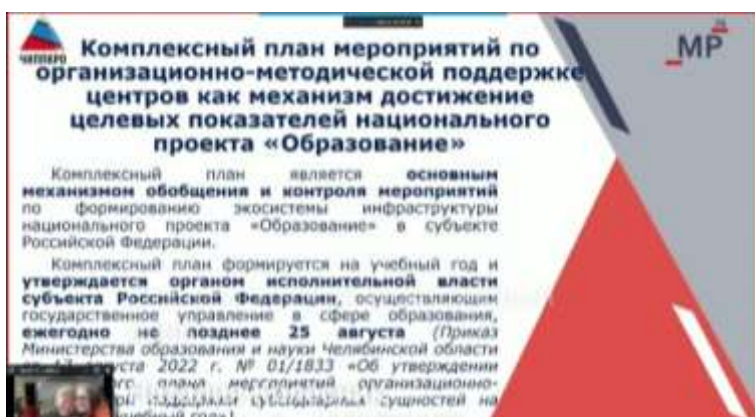 ЧИППКРО
МР
Комплексный план мероприятий по
организационно-методической поддержке
центров как механизм достижение
целевых показателей национального
проекта «Образование»
Комплексный план является основным
механизмом обобщения и контроля мероприятий
по формированию экосистемы инфраструктуры
национального проекта «Образование» в субъекте
Российской Федерации.
Комплексный план формируется на учебный год и
утверждается органом исполнительной власти
субъекта Российской Федерации, осуществляющим
государственное управление в сфере образования,
ежегодно не позднее 25 августа (Приказ
Министерства образования и науки Челябинской области
2022 г. № 01/1833 «Об утверждении
плана мероприятий организационно-
поддержки сущностей на